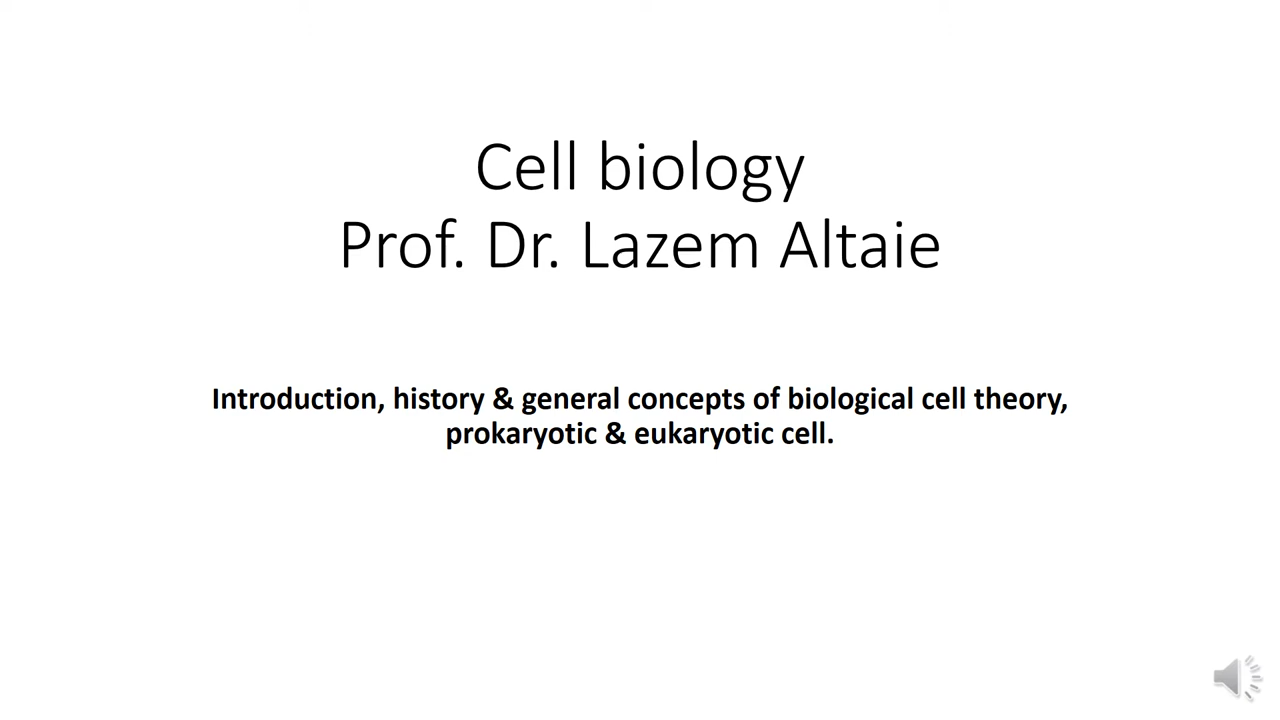 Cell biology
Prof. Dr. Lazem Altaie
Introduction, history & general concepts of biological cell theory,
prokaryotic & eukaryotic cell.